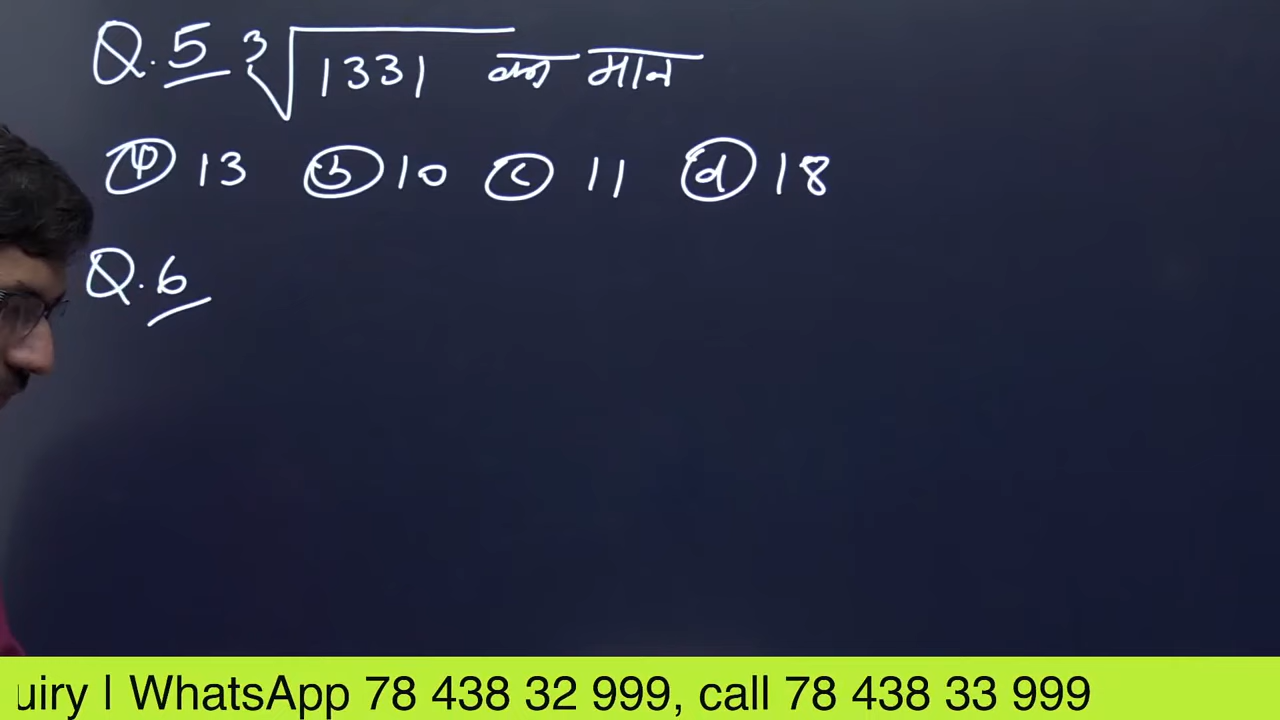 Q.5 ∛1331 का मान
(a) 13 (b) 10 (c) 11 (d) 18
Q.6
uiry | WhatsApp 78 438 32 999, call 78 438 33 999